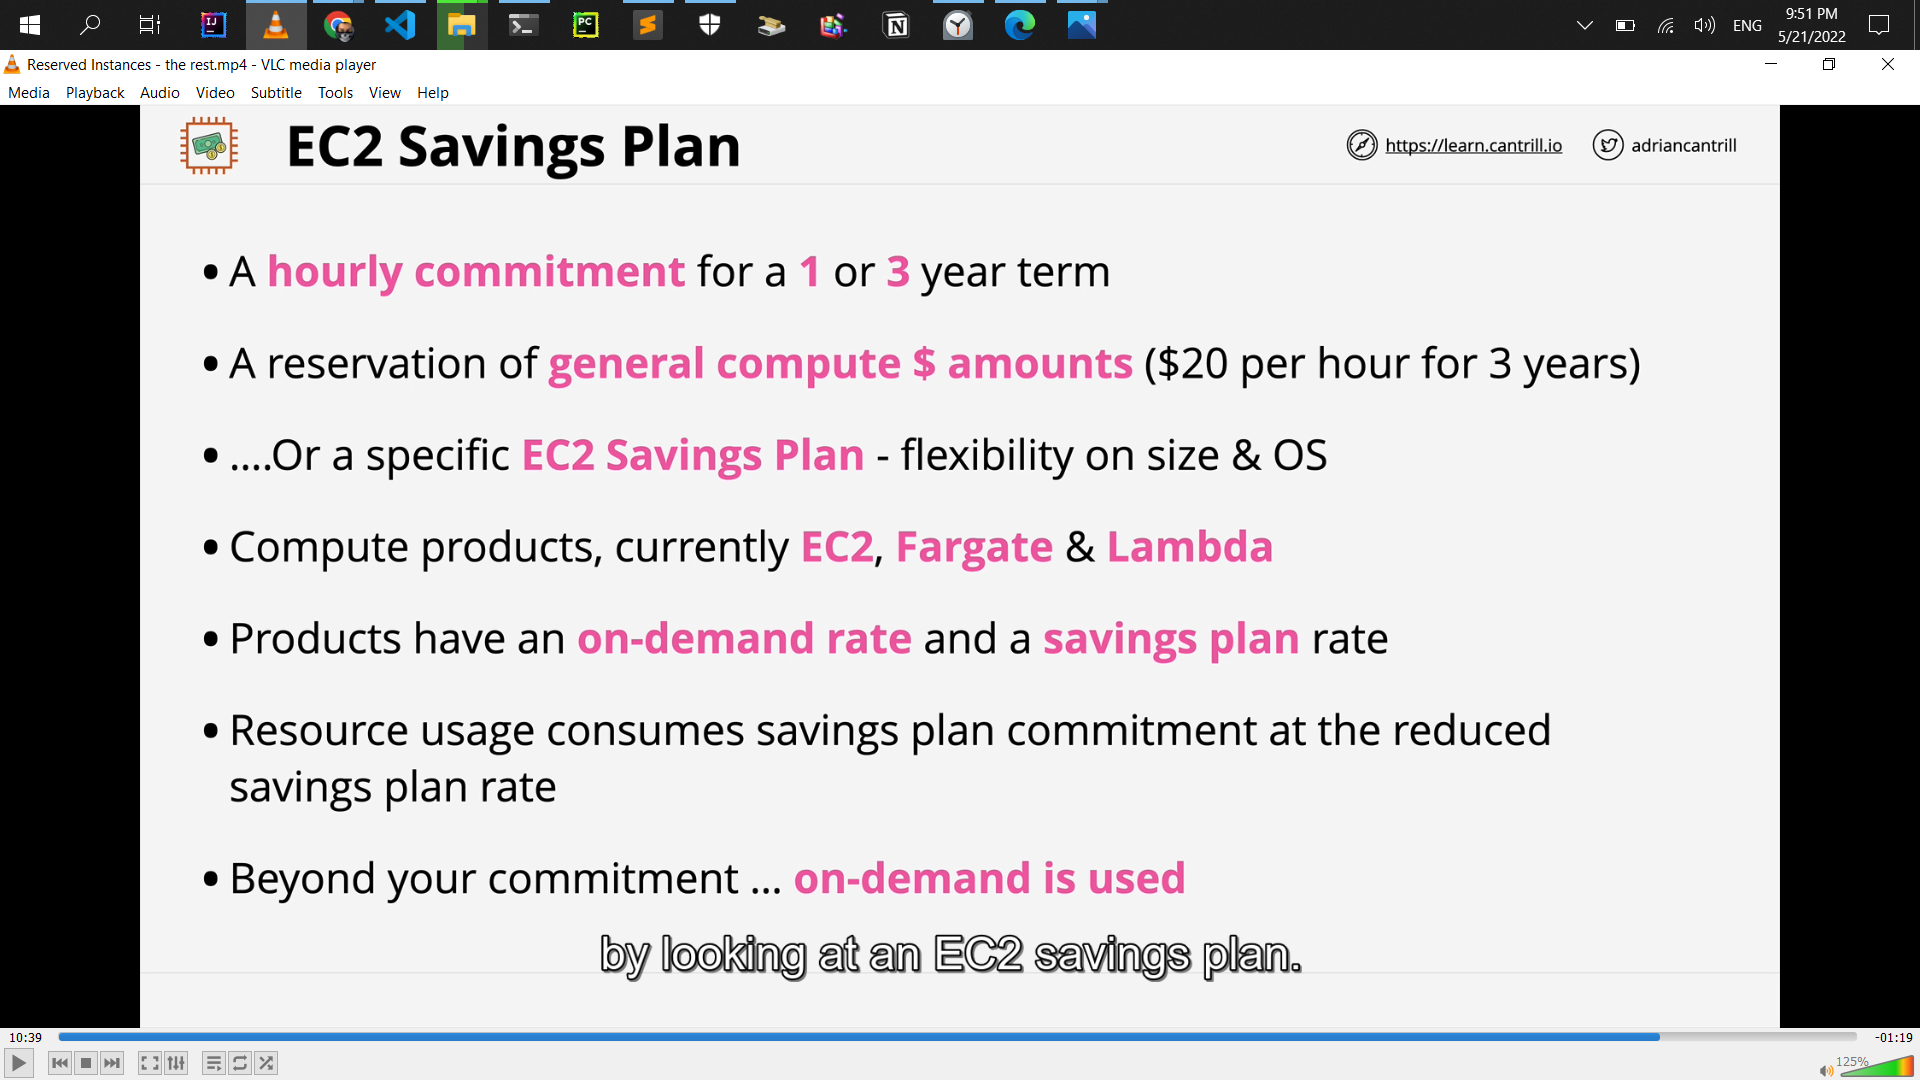 IJ
PC
N
ENG
9:51 PM
5/21/2022
Reserved Instances - the rest.mp4 - VLC media player
Media Playback Audio Video Subtitle Tools View Help
EC2 Savings Plan
https://learn.cantrill.io
adriancantrill
• A hourly commitment for a 1 or 3 year term
• A reservation of general compute $ amounts ($20 per hour for 3 years)
• ....Or a specific EC2 Savings Plan - flexibility on size & OS
• Compute products, currently EC2, Fargate & Lambda
• Products have an on-demand rate and a savings plan rate
• Resource usage consumes savings plan commitment at the reduced
savings plan rate
• Beyond your commitment ... on-demand is used
by looking at an EC2 savings plan.
10:39
-01:19
125%